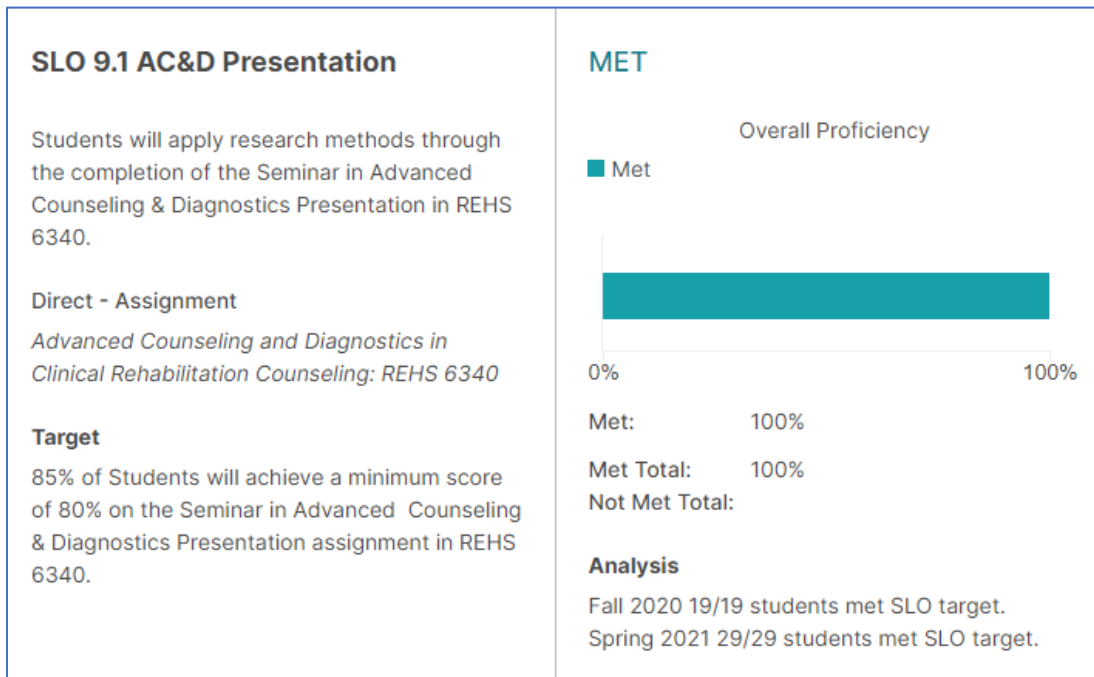 SLO 9.1 AC&D Presentation
Students will apply research methods through
the completion of the Seminar in Advanced
Counseling & Diagnostics Presentation in REHS
6340.
Direct - Assignment
Advanced Counseling and Diagnostics in
Clinical Rehabilitation Counseling: REHS 6340
Target
85% of Students will achieve a minimum score
of 80% on the Seminar in Advanced Counseling
& Diagnostics Presentation assignment in REHS
6340.
MET
Overall Proficiency
Met
0% 100%
Met: 100%
Met Total: 100%
Not Met Total:
Analysis
Fall 2020 19/19 students met SLO target.
Spring 2021 29/29 students met SLO target.